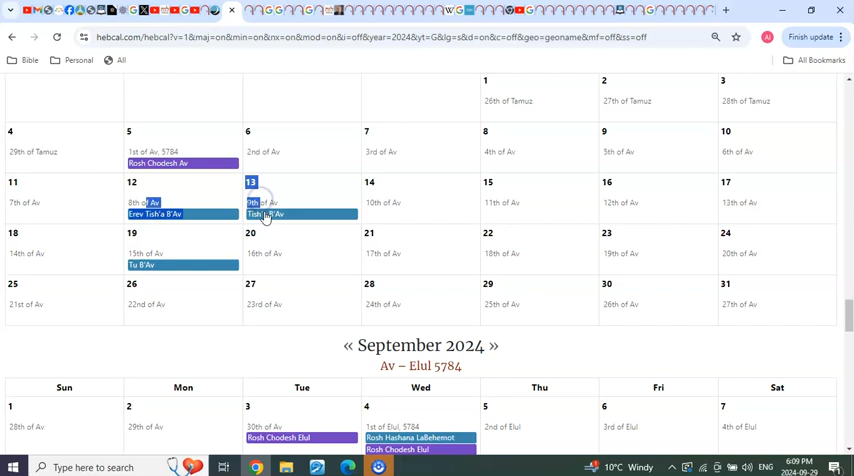 hebcal.com/hebcal?v=1&maj=on&min=on&nx=on&mod=on&i=off&year=2024&yt=G&lg=s&d=on&c=off&geo=geoname&mf=off&ss=off
AI
Finish update
Bible
Personal
All
All Bookmarks
1 2 3
26th of Tamuz 27th of Tamuz 28th of Tamuz
4 5 6 7 8 9 10
29th of Tamuz 1st of Av, 5784 2nd of Av 3rd of Av 4th of Av 5th of Av 6th of Av
Rosh Chodesh Av
11 12 13 14 15 16 17
7th of Av 8th of Av 9th of Av 10th of Av 11th of Av 12th of Av 13th of Av
Erev Tish'a B'Av Tish'a B'Av
18 19 20 21 22 23 24
14th of Av 15th of Av 16th of Av 17th of Av 18th of Av 19th of Av 20th of Av
Tu B'Av
25 26 27 28 29 30 31
21st of Av 22nd of Av 23rd of Av 24th of Av 25th of Av 26th of Av 27th of Av
« September 2024 »
Av – Elul 5784
Sun Mon Tue Wed Thu Fri Sat
1 2 3 4 5 6 7
28th of Av 29th of Av 30th of Av 1st of Elul, 5784 2nd of Elul 3rd of Elul 4th of Elul
Rosh Chodesh Elul Rosh Hashana LaBehemot
Rosh Chodesh Elul
Type here to search
10°C Windy
ENG
6:09 PM
2024-09-29